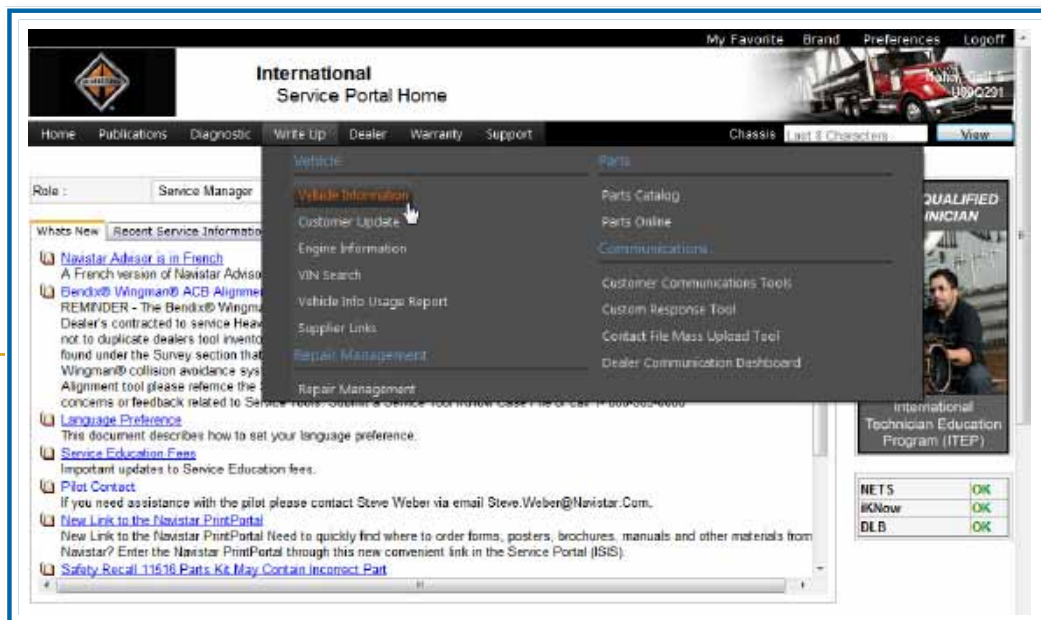 My Favorite Brand Preferences Logoff
International
Service Portal Home
U00Q291
Home Publications Diagnostic Write Up Dealer Warranty Support Chassis Last 8 Characters View
Vehicle Parts
Role : Service Manager Vehicle Information Parts Catalog
Customer Update Parts Online
Whats New Recent Service Informatio Engine Information Communications
VIN Search Customer Communications Tools
Vehicle Info Usage Report Custom Response Tool
Supplier Links Contact File Mass Upload Tool
Repair Management Dealer Communication Dashboard
Repair Management
QUALIFIED
Navistar Advisor is in French
A French version of Navistar Adviso
Bendix® Wingman® ACB Alignme
REMINDER - The Bendix® Wingma
Dealer's contracted to service Heav
not to duplicate dealers tool invento
found under the Survey section that
Wingman® collision avoidance sys
Alignment tool please refernce the
concerns or feedback related to
Language Preference
This document describes how to set your language preference.
Service Education Fees
Important updates to Service Education fees.
Pilot Contact
If you need assistance with the pilot please contact Steve Weber via email Steve.Weber@Navistar.Com.
New Link to the Navistar PrintPortal
New Link to the Navistar PrintPortal Need to quickly find where to order forms, posters, brochures, manuals and other materials from
Navistar? Enter the Navistar PrintPortal through this new convenient link in the Service Portal (ISIS).
Safety Recall 11516 Parts Kit May Contain Incorrect Part
International
Technician Education
Program (ITEP)
NETS OK
iKNow OK
DLB OK